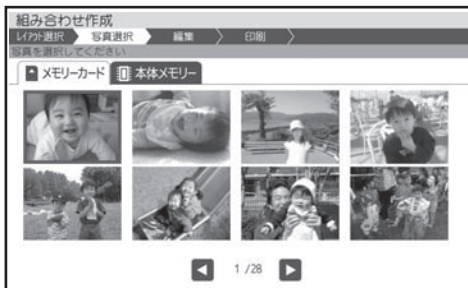 組み合わせ作成
レイアウト選択 写真選択 編集 印刷
写真を選択してください
メモリーカード 本体メモリー
1 /28